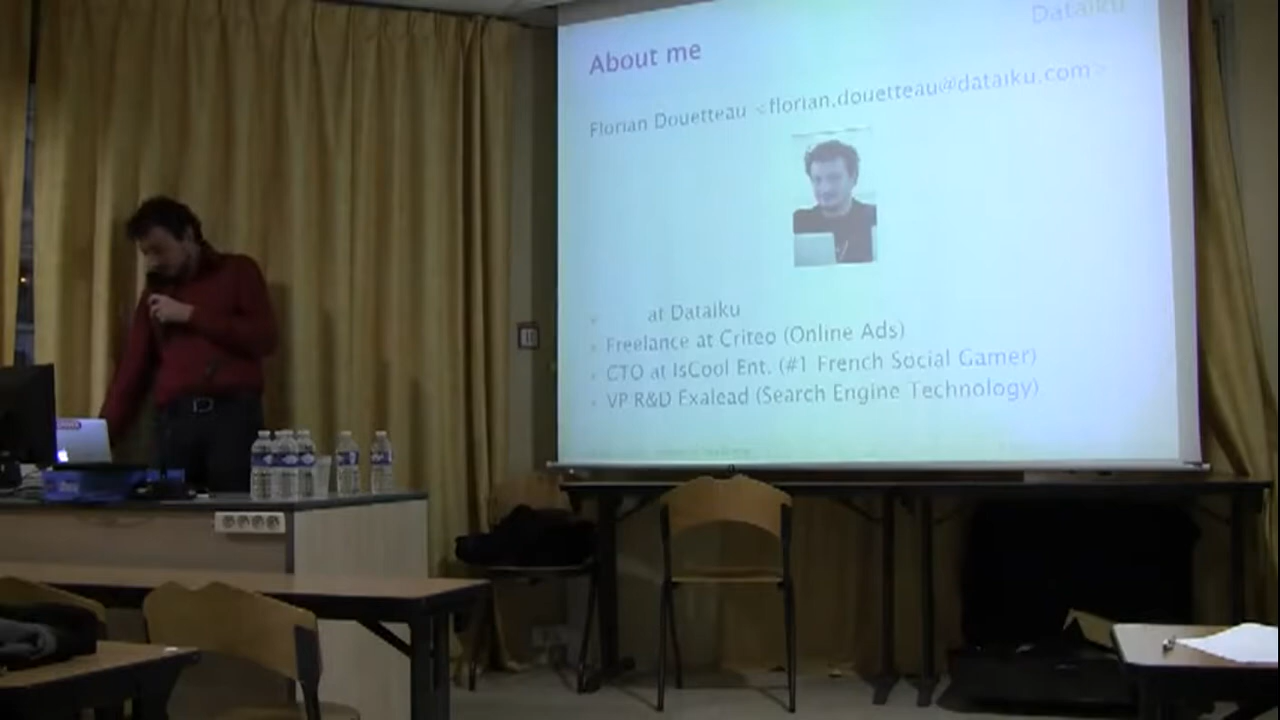 Dataiku
About me
Florian Douetteau <florian.douetteau@dataiku.com>
at Dataiku
Freelance at Criteo (Online Ads)
CTO at IsCool Ent. (#1 French Social Gamer)
VP R&D Exalead (Search Engine Technology)